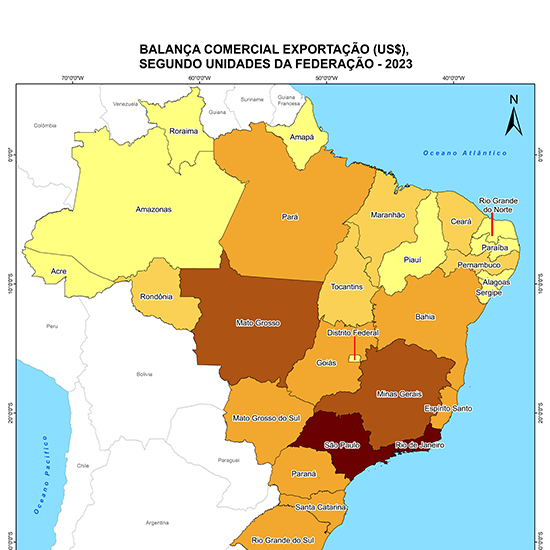 BALANÇA COMERCIAL EXPORTAÇÃO (US$),
SEGUNDO UNIDADES DA FEDERAÇÃO - 2023
70°0'0"W
60°0'0"W
50°0'0"W
40°0'0"W
N
Venezuela
Suriname
Guiana
Francesa
Guiana
Colômbia
Roraima
Amapá
0°0'
Oceano Atlântico
Amazonas
Pará
Maranhão
Ceará
Rio Grande
do Norte
Paraíba
Piauí
Pernambuco
Acre
Alagoas
Sergipe
10°0'0"S
Rondônia
Tocantins
Bahia
Peru
Mato Grosso
Distrito Federal
Goiás
Bolívia
Minas Gerais
Espírito Santo
20°0'0"S
Mato Grosso do Sul
São Paulo
Rio de Janeiro
Paraguai
Chile
Paraná
Oceano Pacífico
Santa Catarina
Argentina
Rio Grande do Sul